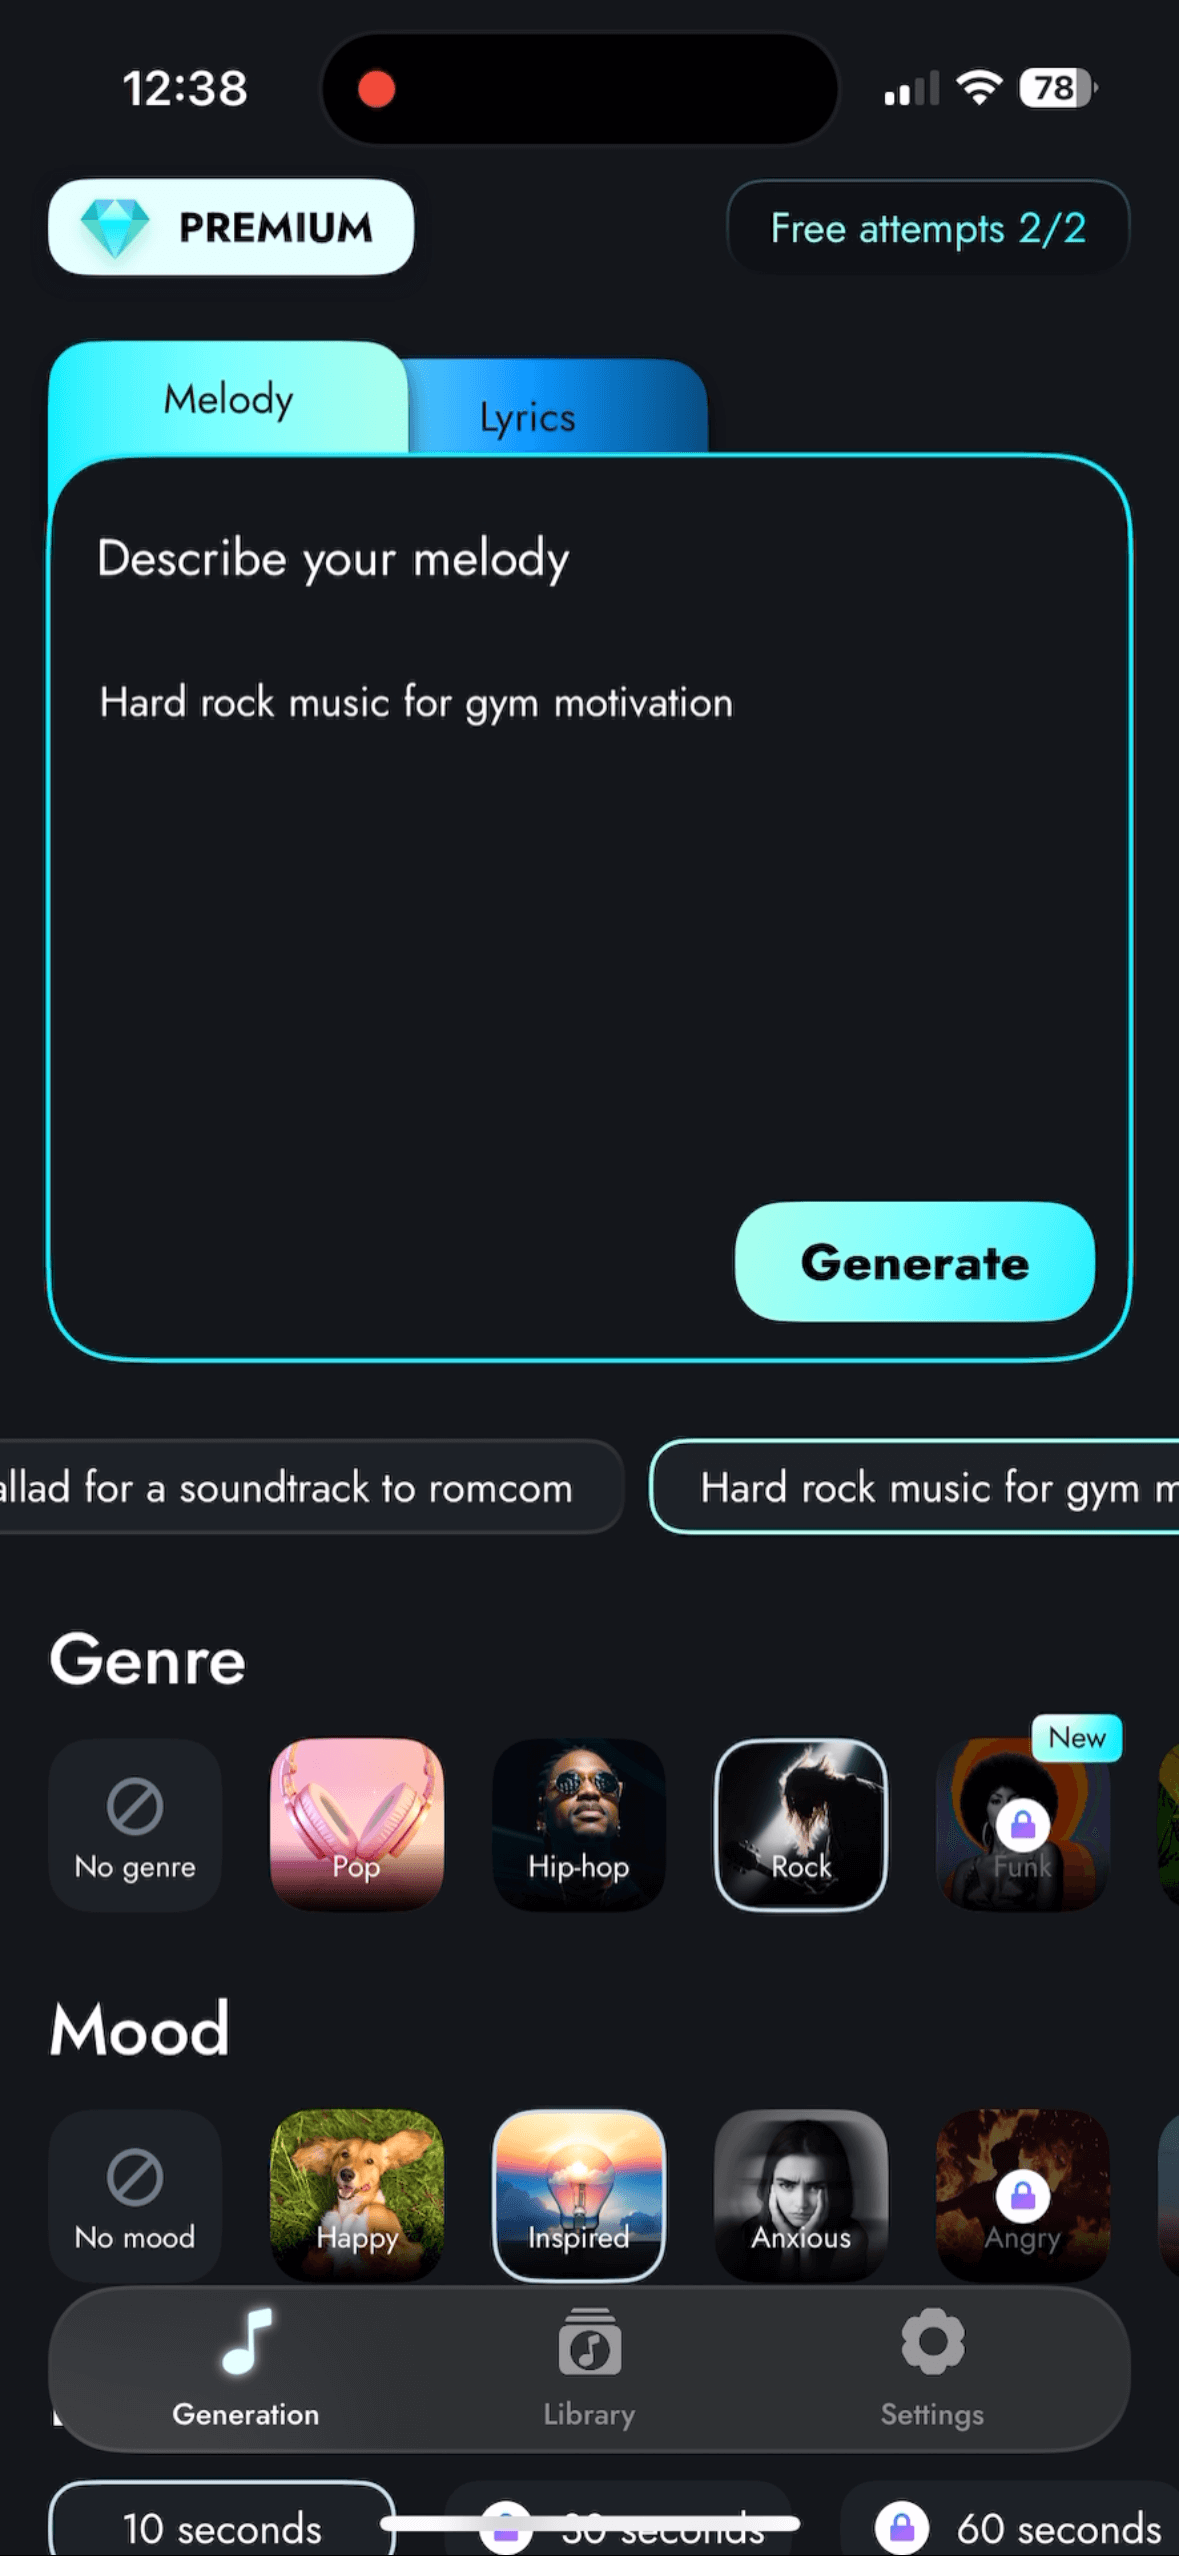 12:38
78
PREMIUM
Free attempts 2/2
Melody
Lyrics
Describe your melody
Hard rock music for gym motivation
Generate
allad for a soundtrack to romcom
Hard rock music for gym m
Genre
New
No genre
Pop
Hip-hop
Rock
Funk
Mood
No mood
Happy
Inspired
Anxious
Angry
Generation
Library
Settings
10 seconds
30 seconds
60 seconds